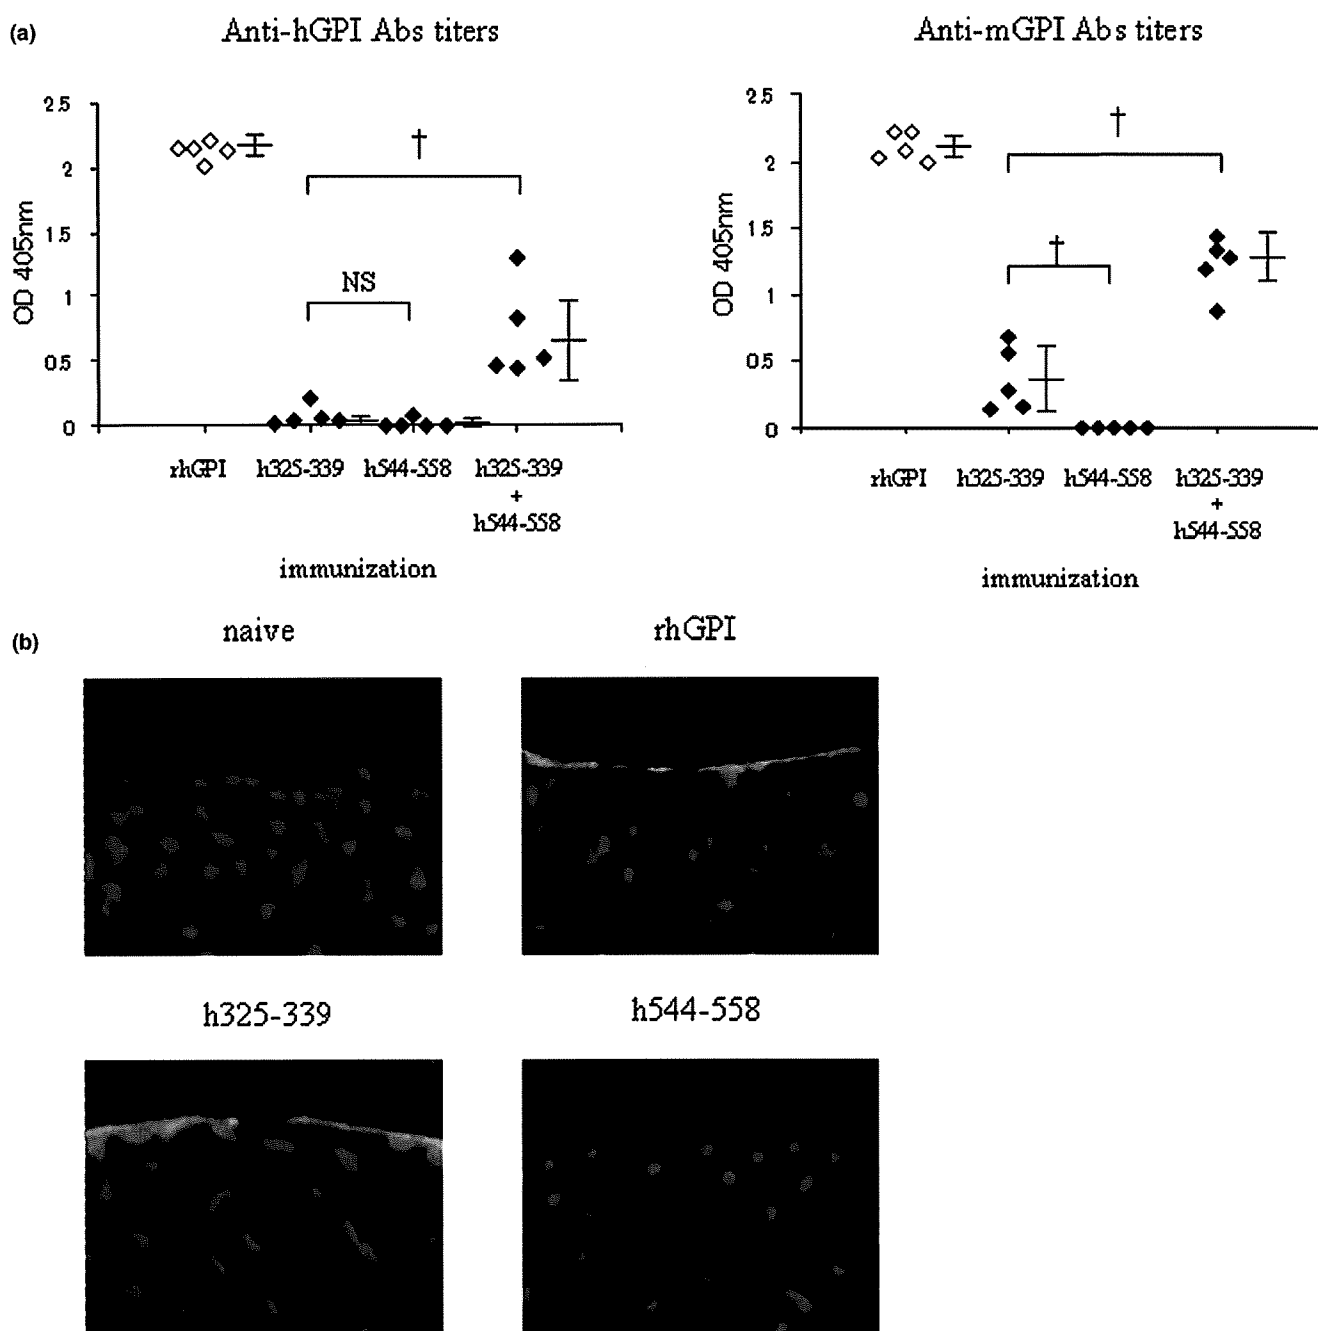 (a)
Anti-hGPI Abs titers
2.5
2
1.5
1
0.5
0
OD 405nm
†
NS
rhGPI
h325-339
h544-558
h325-339
+
h544-558
immunization
Anti-mGPI Abs titers
2.5
2
1.5
1
0.5
0
OD 405nm
†
†
rhGPI
h325-339
h544-558
h325-339
+
h544-558
immunization
(b)
naive
rhGPI
h325-339
h544-558